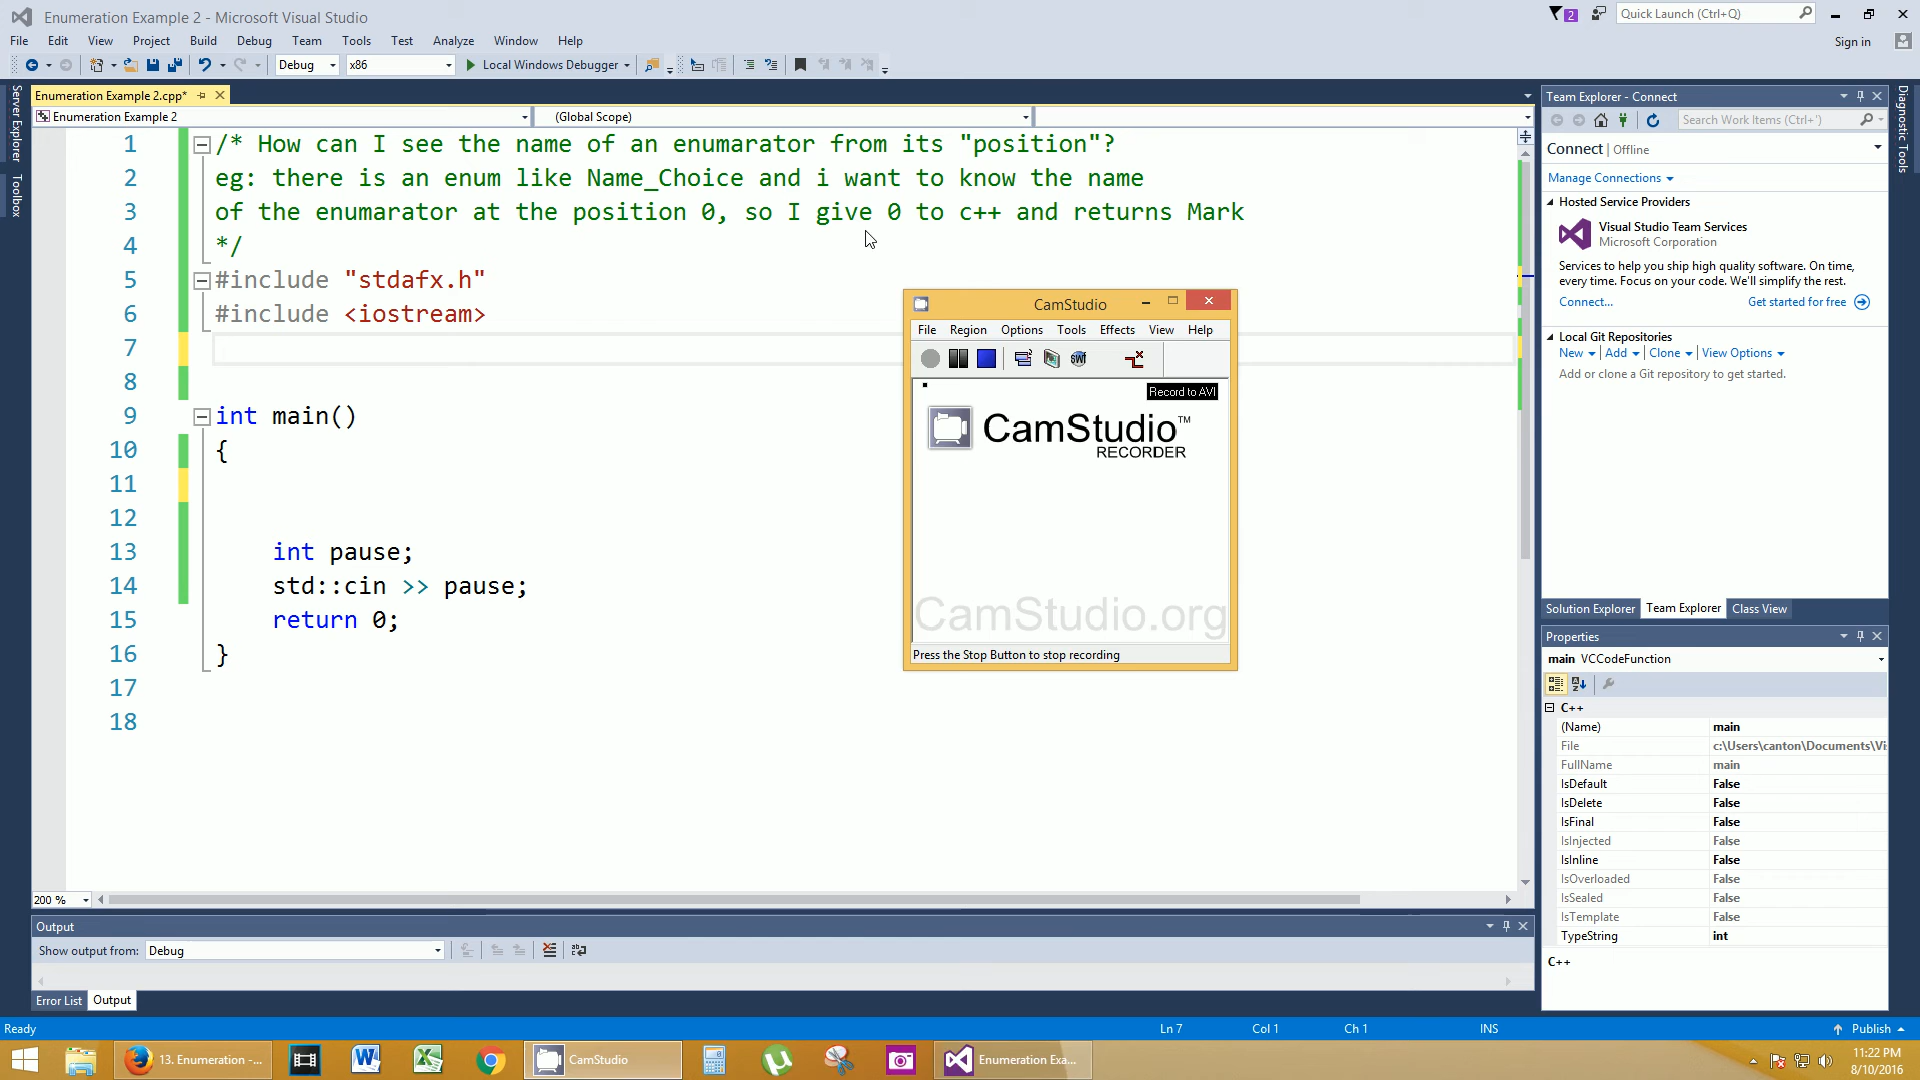 Enumeration Example 2 - Microsoft Visual Studio
2
Quick Launch (Ctrl+Q)
File Edit View Project Build Debug Team Tools Test Analyze Window Help
Sign in
Debug x86 Local Windows Debugger
Server Explorer
Toolbox
Enumeration Example 2.cpp*
Enumeration Example 2 (Global Scope)
1 /* How can I see the name of an enumarator from its "position"?
2 eg: there is an enum like Name_Choice and i want to know the name
3 of the enumarator at the position 0, so I give 0 to c++ and returns Mark
4 */
5 #include "stdafx.h"
6 #include <iostream>
7
8
9 int main()
10 {
11
12
13 int pause;
14 std::cin >> pause;
15 return 0;
16 }
17
18
CamStudio
File Region Options Tools Effects View Help
SWF
Record to AVI
CamStudio™
RECORDER
CamStudio.org
Press the Stop Button to stop recording
200 %
Output
Show output from: Debug
Error List Output
Team Explorer - Connect
Search Work Items (Ctrl+')
Connect | Offline
Manage Connections
Hosted Service Providers
Visual Studio Team Services
Microsoft Corporation
Services to help you ship high quality software. On time,
every time. Focus on your code. We'll simplify the rest.
Connect... Get started for free
Local Git Repositories
New | Add | Clone | View Options
Add or clone a Git repository to get started.
Solution Explorer Team Explorer Class View
Properties
main VCCodeFunction
C++
(Name) main
File c:\Users\canton\Documents\Vi
FullName main
IsDefault False
IsDelete False
IsFinal False
IsInjected False
IsInline False
IsOverloaded False
IsSealed False
IsTemplate False
TypeString int
C++
Diagnostic Tools
Ready Ln 7 Col 1 Ch 1 INS Publish
13. Enumeration -... CamStudio Enumeration Exa...
11:22 PM
8/10/2016